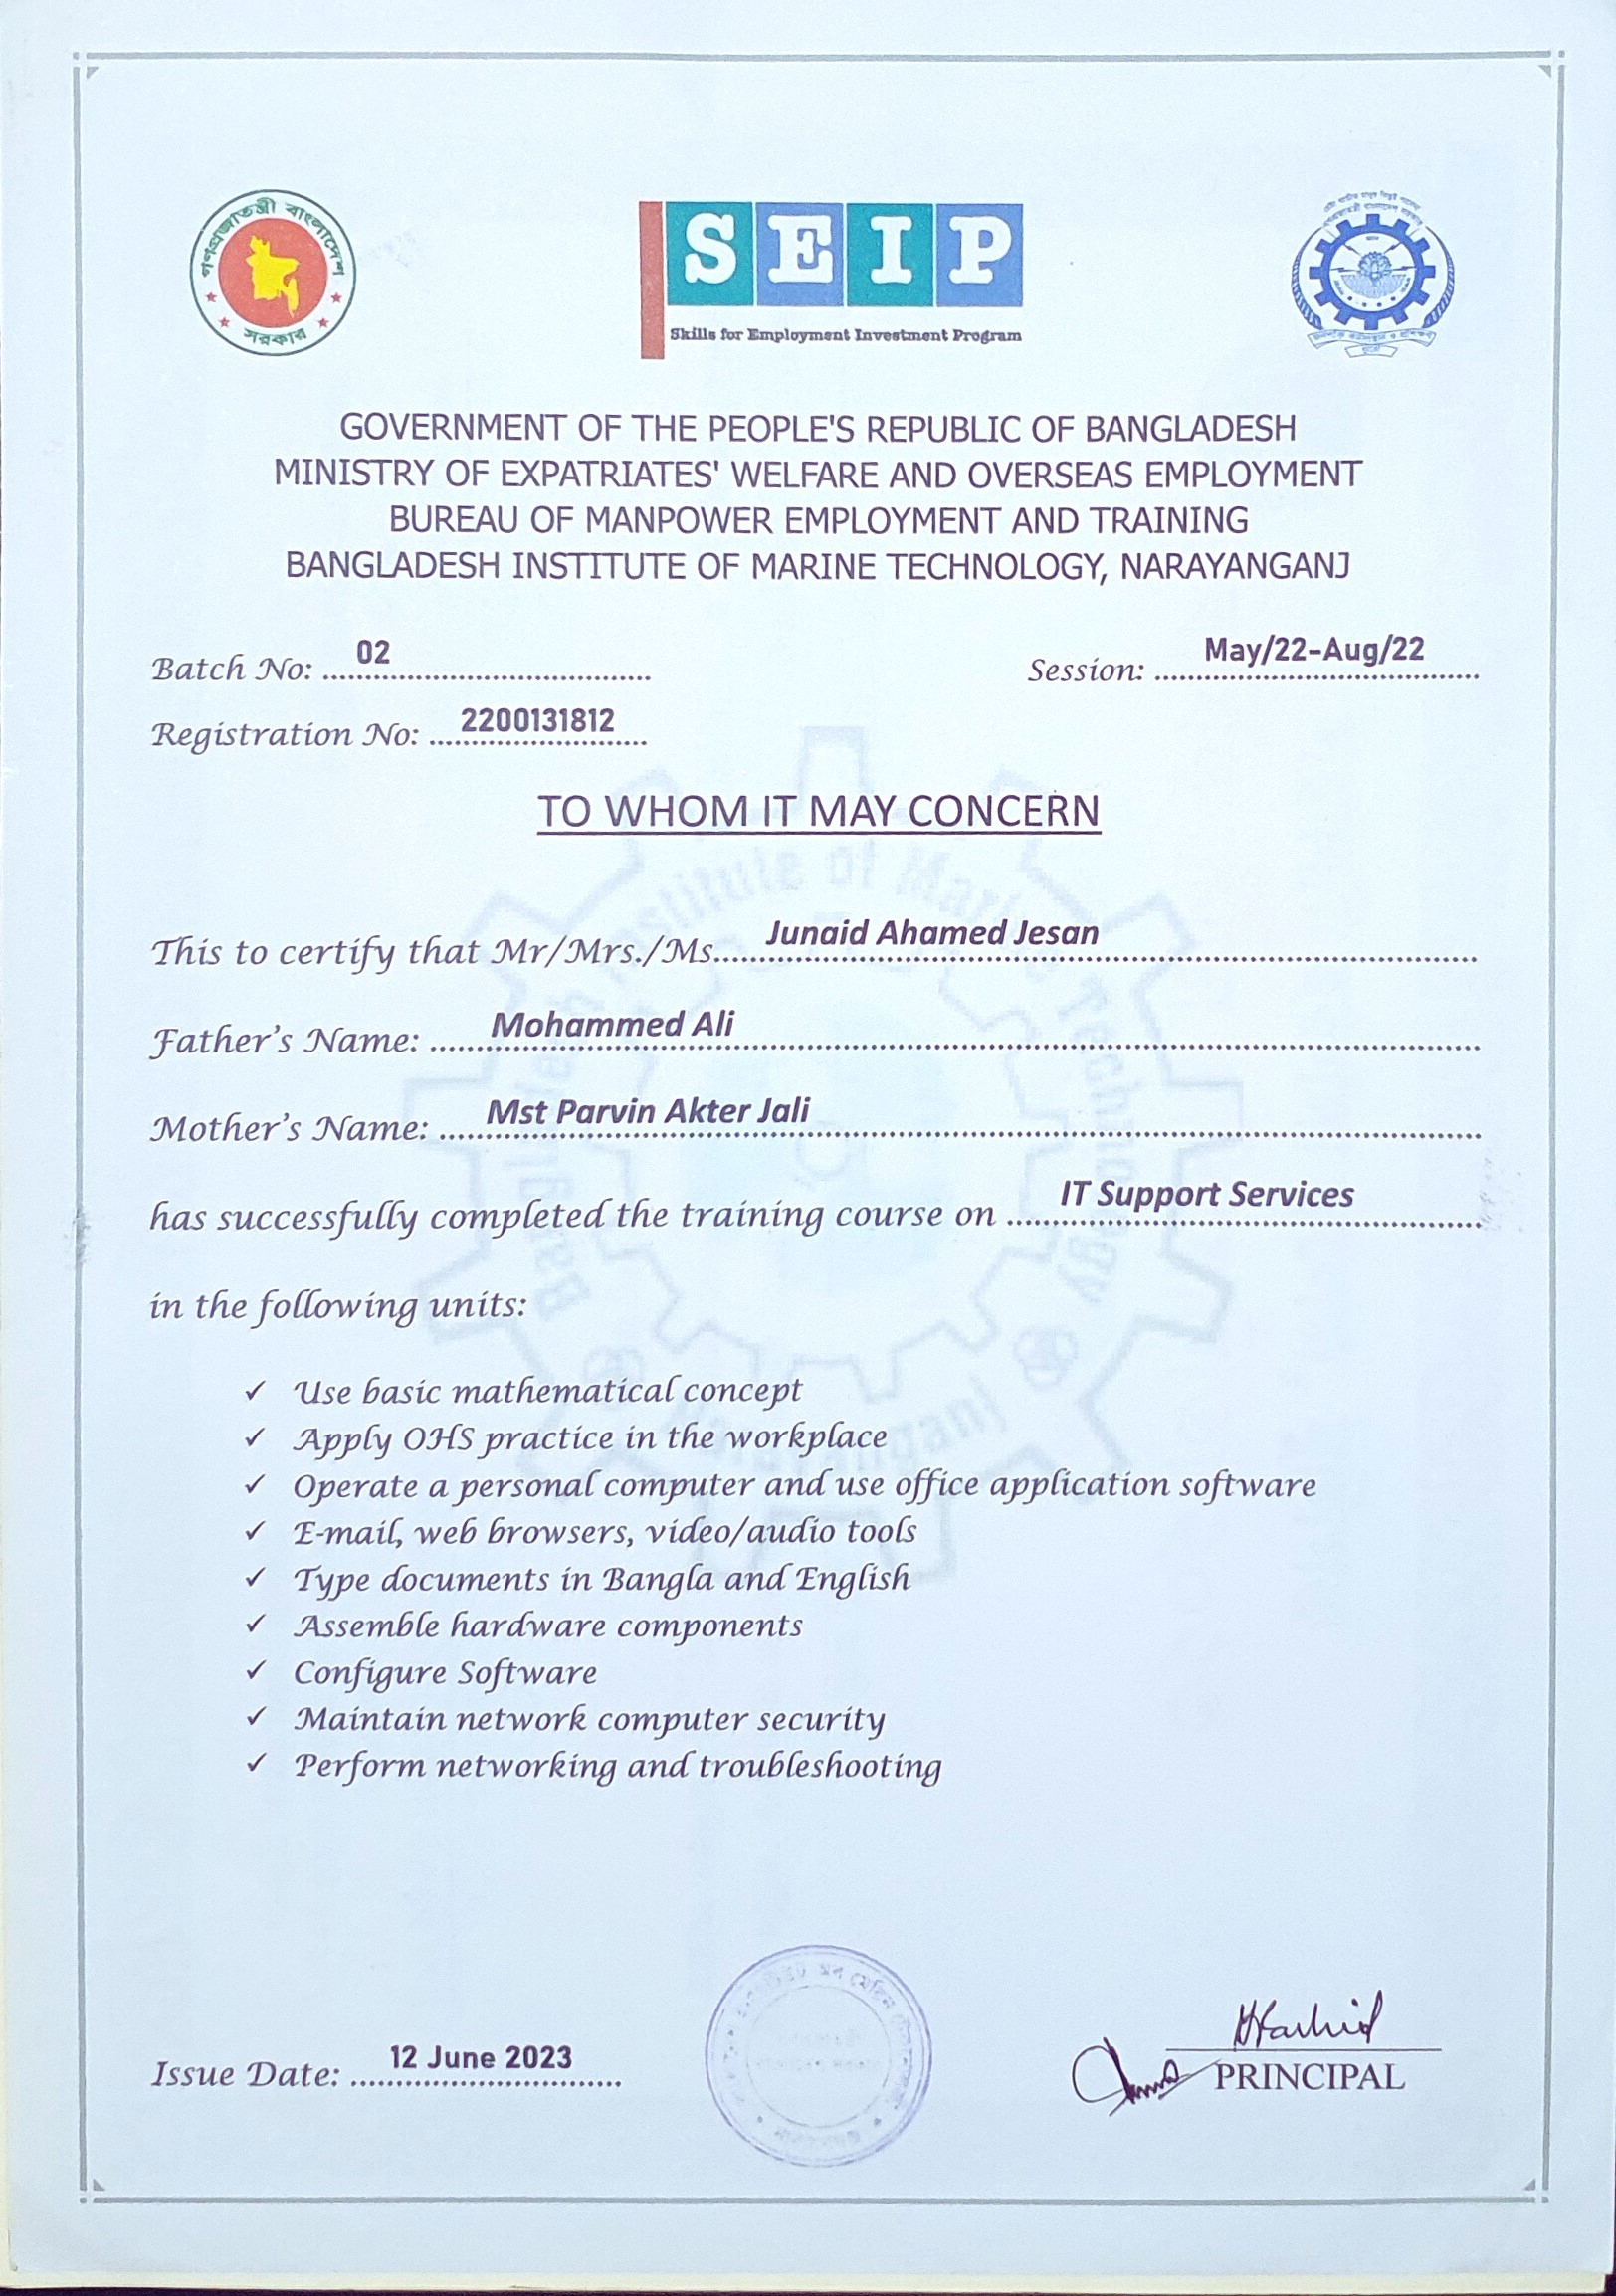 গণপ্রজাতন্ত্রী বাংলাদেশ
সরকার
SEIP
Skills for Employment Investment Program
GOVERNMENT OF THE PEOPLE'S REPUBLIC OF BANGLADESH
MINISTRY OF EXPATRIATES' WELFARE AND OVERSEAS EMPLOYMENT
BUREAU OF MANPOWER EMPLOYMENT AND TRAINING
BANGLADESH INSTITUTE OF MARINE TECHNOLOGY, NARAYANGANJ
Batch No: 02 Session: May/22-Aug/22
Registration No: 2200131812
TO WHOM IT MAY CONCERN
This to certify that Mr/Mrs./Ms. Junaid Ahamed Jesan
Father's Name: Mohammed Ali
Mother's Name: Mst Parvin Akter Jali
has successfully completed the training course on IT Support Services
in the following units:
✓ Use basic mathematical concept
✓ Apply OHS practice in the workplace
✓ Operate a personal computer and use office application software
✓ E-mail, web browsers, video/audio tools
✓ Type documents in Bangla and English
✓ Assemble hardware components
✓ Configure Software
✓ Maintain network computer security
✓ Perform networking and troubleshooting
Issue Date: 12 June 2023
PRINCIPAL